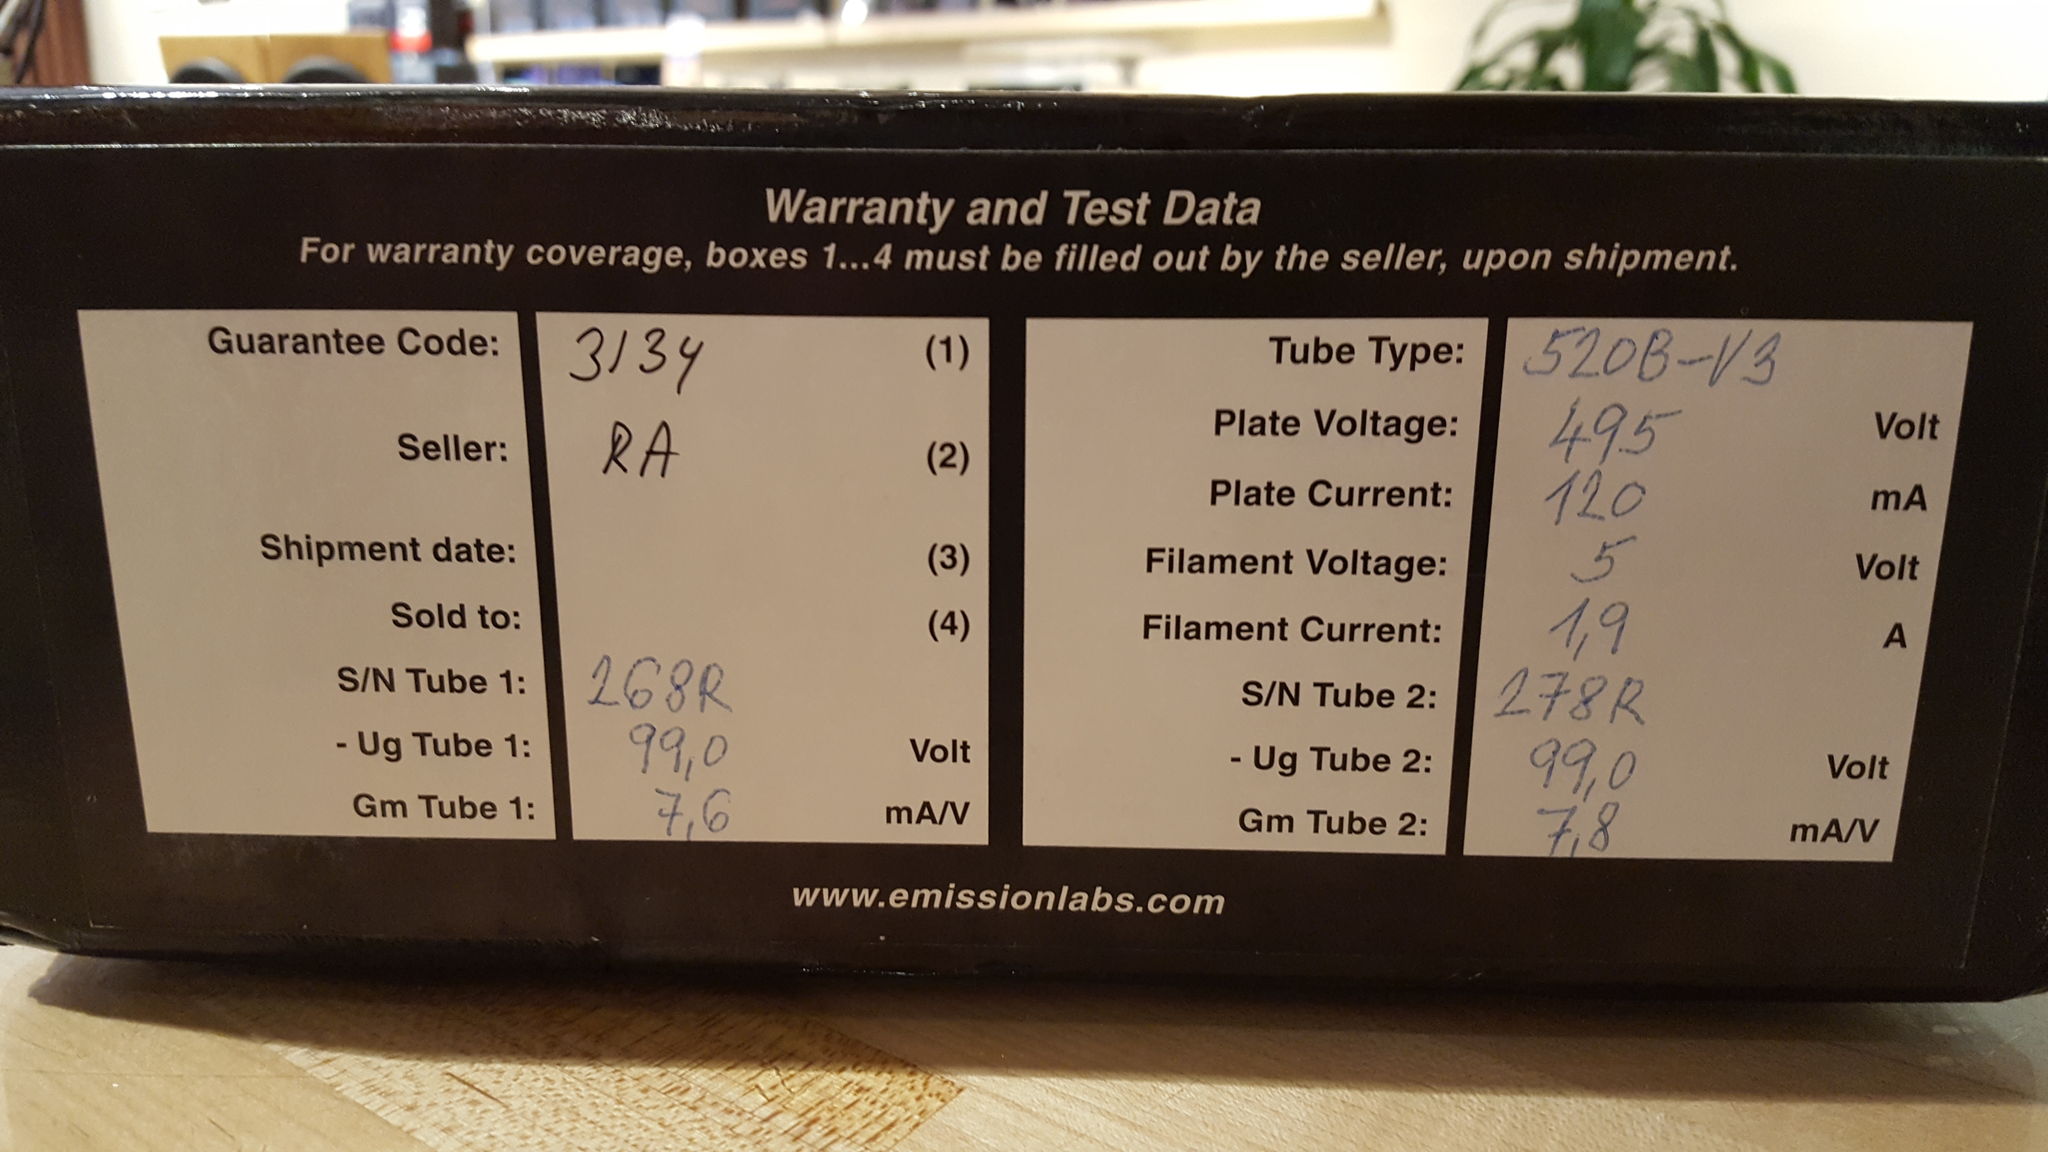 Warranty and Test Data
For warranty coverage, boxes 1...4 must be filled out by the seller, upon shipment.
Guarantee Code: 3134 (1)
Seller: RA (2)
Shipment date: (3)
Sold to: (4)
S/N Tube 1: 268R
- Ug Tube 1: 99,0 Volt
Gm Tube 1: 7,6 mA/V
Tube Type: 520B-V3
Plate Voltage: 495 Volt
Plate Current: 120 mA
Filament Voltage: 5 Volt
Filament Current: 1,9 A
S/N Tube 2: 278R
- Ug Tube 2: 99,0 Volt
Gm Tube 2: 7,8 mA/V
www.emissionlabs.com